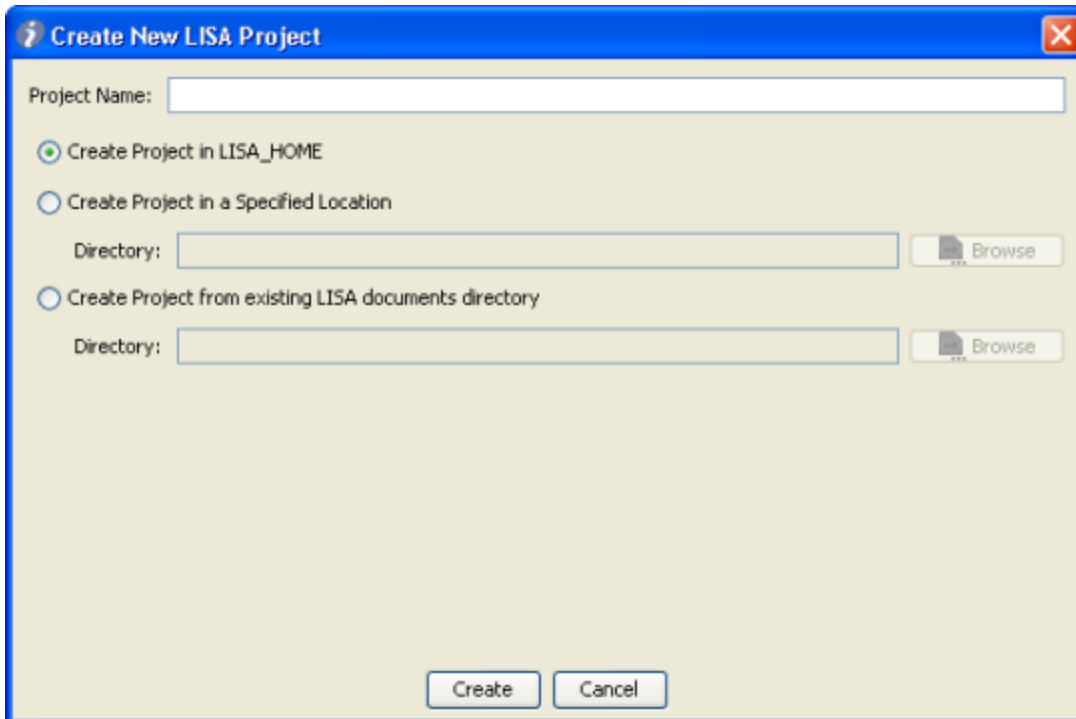 Create New LISA Project
Project Name:
Create Project in LISA_HOME
Create Project in a Specified Location
Directory: Browse
Create Project from existing LISA documents directory
Directory: Browse
Create Cancel